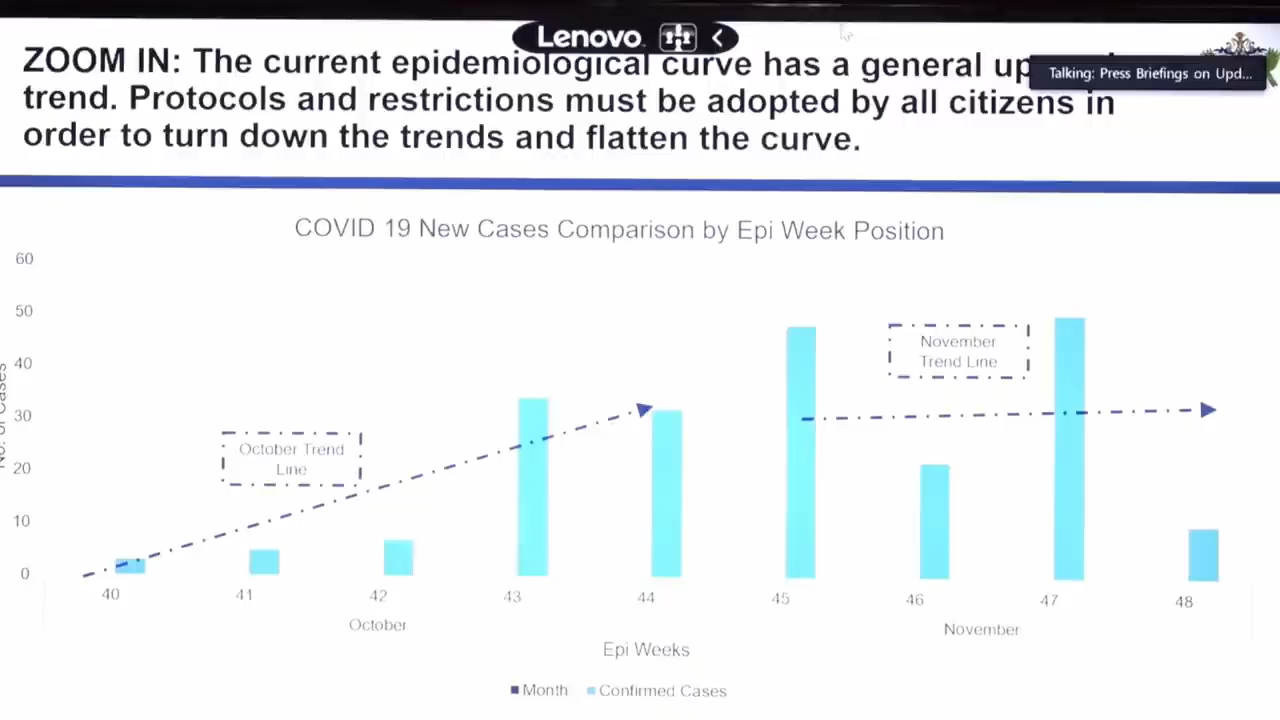 Lenovo
ZOOM IN: The current epidemiological curve has a general
trend. Protocols and restrictions must be adopted by all citizens in
order to turn down the trends and flatten the curve.
Talking: Press Briefings on Upd...
COVID 19 New Cases Comparison by Epi Week Position
60
50
40
30
20
10
0
No. of Cases
October Trend
Line
November
Trend Line
40 41 42 43 44 45 46 47 48
October November
Epi Weeks
Month Confirmed Cases